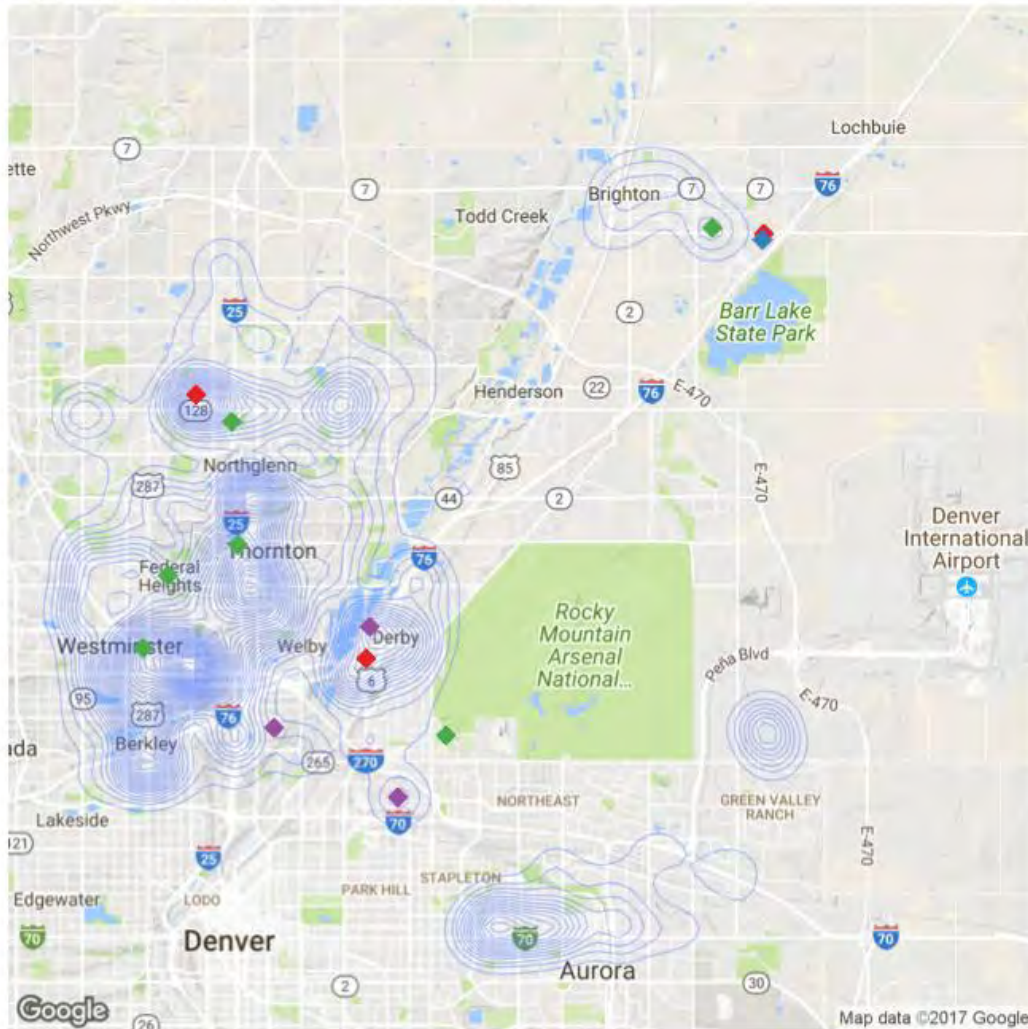 Lochbuie
7
ette
76
7
Brighton
7
7
Northwest Pkwy
Todd Creek
25
2
Barr Lake
State Park
Henderson
22
76
E-470
128
Northglenn
287
85
E-470
44
2
25
Thornton
Denver
International
Airport
76
Federal
Heights
Rocky
Mountain
Arsenal
National...
Westminster
Welby
Derby
Peña Blvd
6
95
E-470
287
76
Berkley
ada
265
270
NORTHEAST
GREEN VALLEY
RANCH
Lakeside
70
121
25
E-470
STAPLETON
PARK HILL
Edgewater
LODO
70
Denver
70
70
Aurora
2
30
Google
26
Map data ©2017 Google